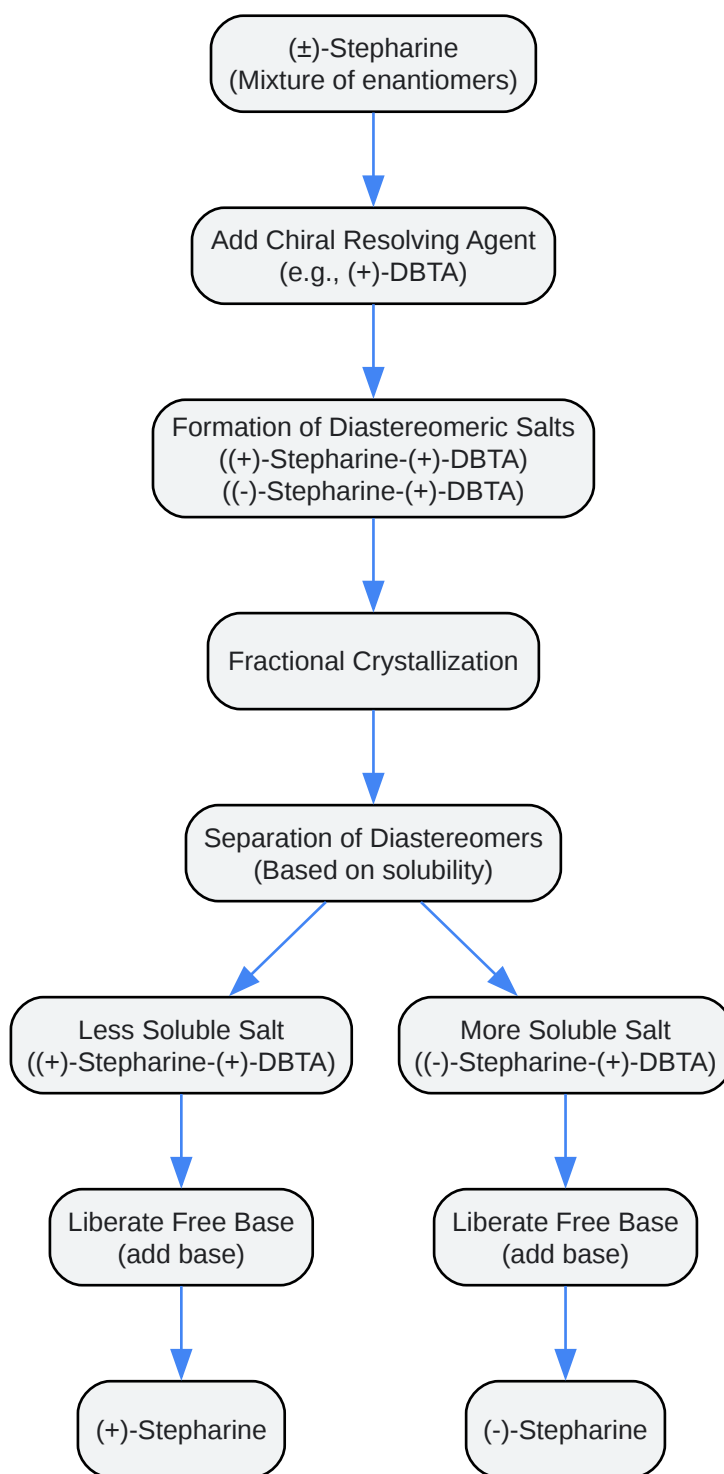 (±)-Stepharine
(Mixture of enantiomers)
Add Chiral Resolving Agent
(e.g., (+)-DBTA)
Formation of Diastereomeric Salts
((+)-Stepharine-(+)-DBTA)
((-)-Stepharine-(+)-DBTA)
Fractional Crystallization
Separation of Diastereomers
(Based on solubility)
Less Soluble Salt
((+)-Stepharine-(+)-DBTA)
More Soluble Salt
((-)-Stepharine-(+)-DBTA)
Liberate Free Base
(add base)
Liberate Free Base
(add base)
(+)-Stepharine
(-)-Stepharine